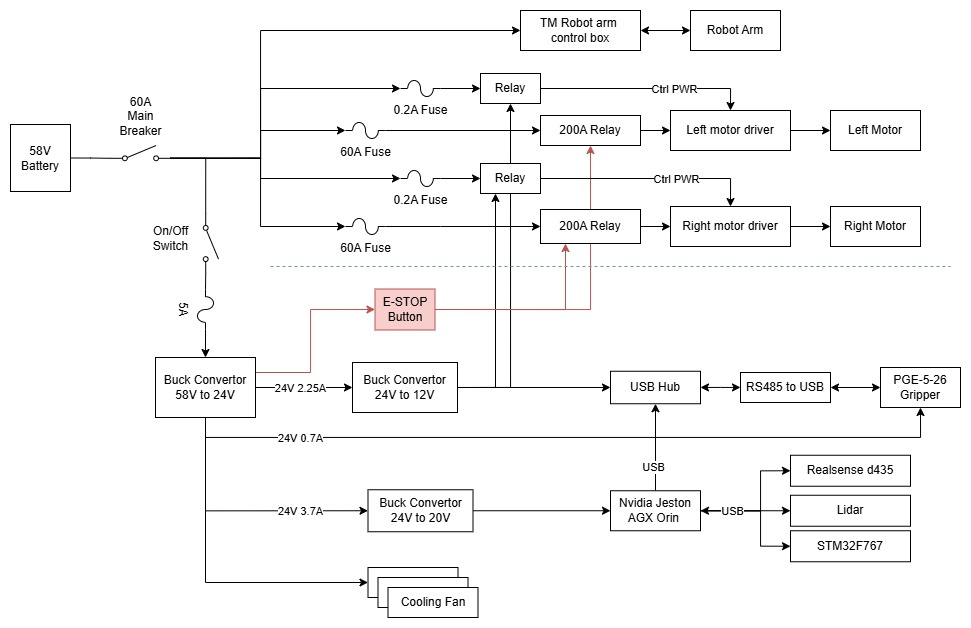 TM Robot arm
control box
Robot Arm
60A
Main
Breaker
Relay
Ctrl PWR
0.2A Fuse
58V
Battery
200A Relay
Left motor driver
Left Motor
60A Fuse
Relay
Ctrl PWR
0.2A Fuse
On/Off
Switch
200A Relay
Right motor driver
Right Motor
60A Fuse
5A
E-STOP
Button
Buck Convertor
58V to 24V
24V 2.25A
Buck Convertor
24V to 12V
USB Hub
RS485 to USB
PGE-5-26
Gripper
24V 0.7A
USB
Realsense d435
24V 3.7A
Buck Convertor
24V to 20V
Nvidia Jeston
AGX Orin
USB
Lidar
STM32F767
Cooling Fan